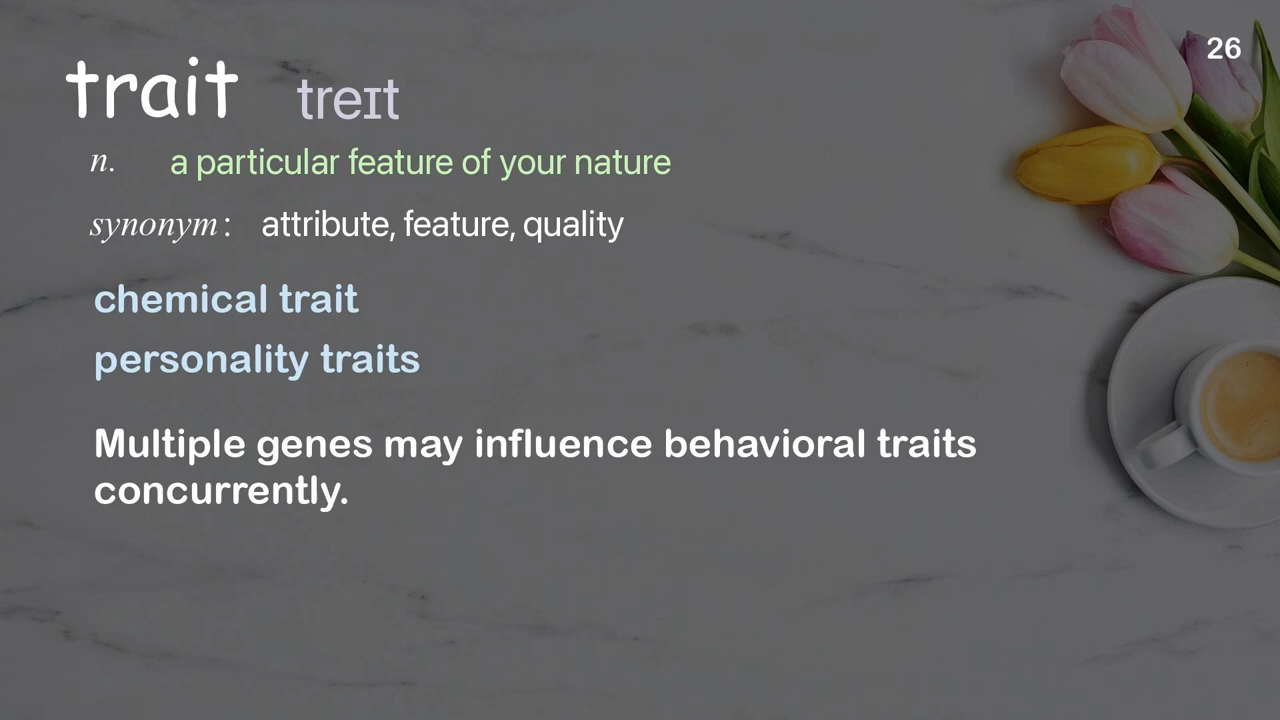 26
trait treɪt
n. a particular feature of your nature
synonym: attribute, feature, quality
chemical trait
personality traits
Multiple genes may influence behavioral traits
concurrently.